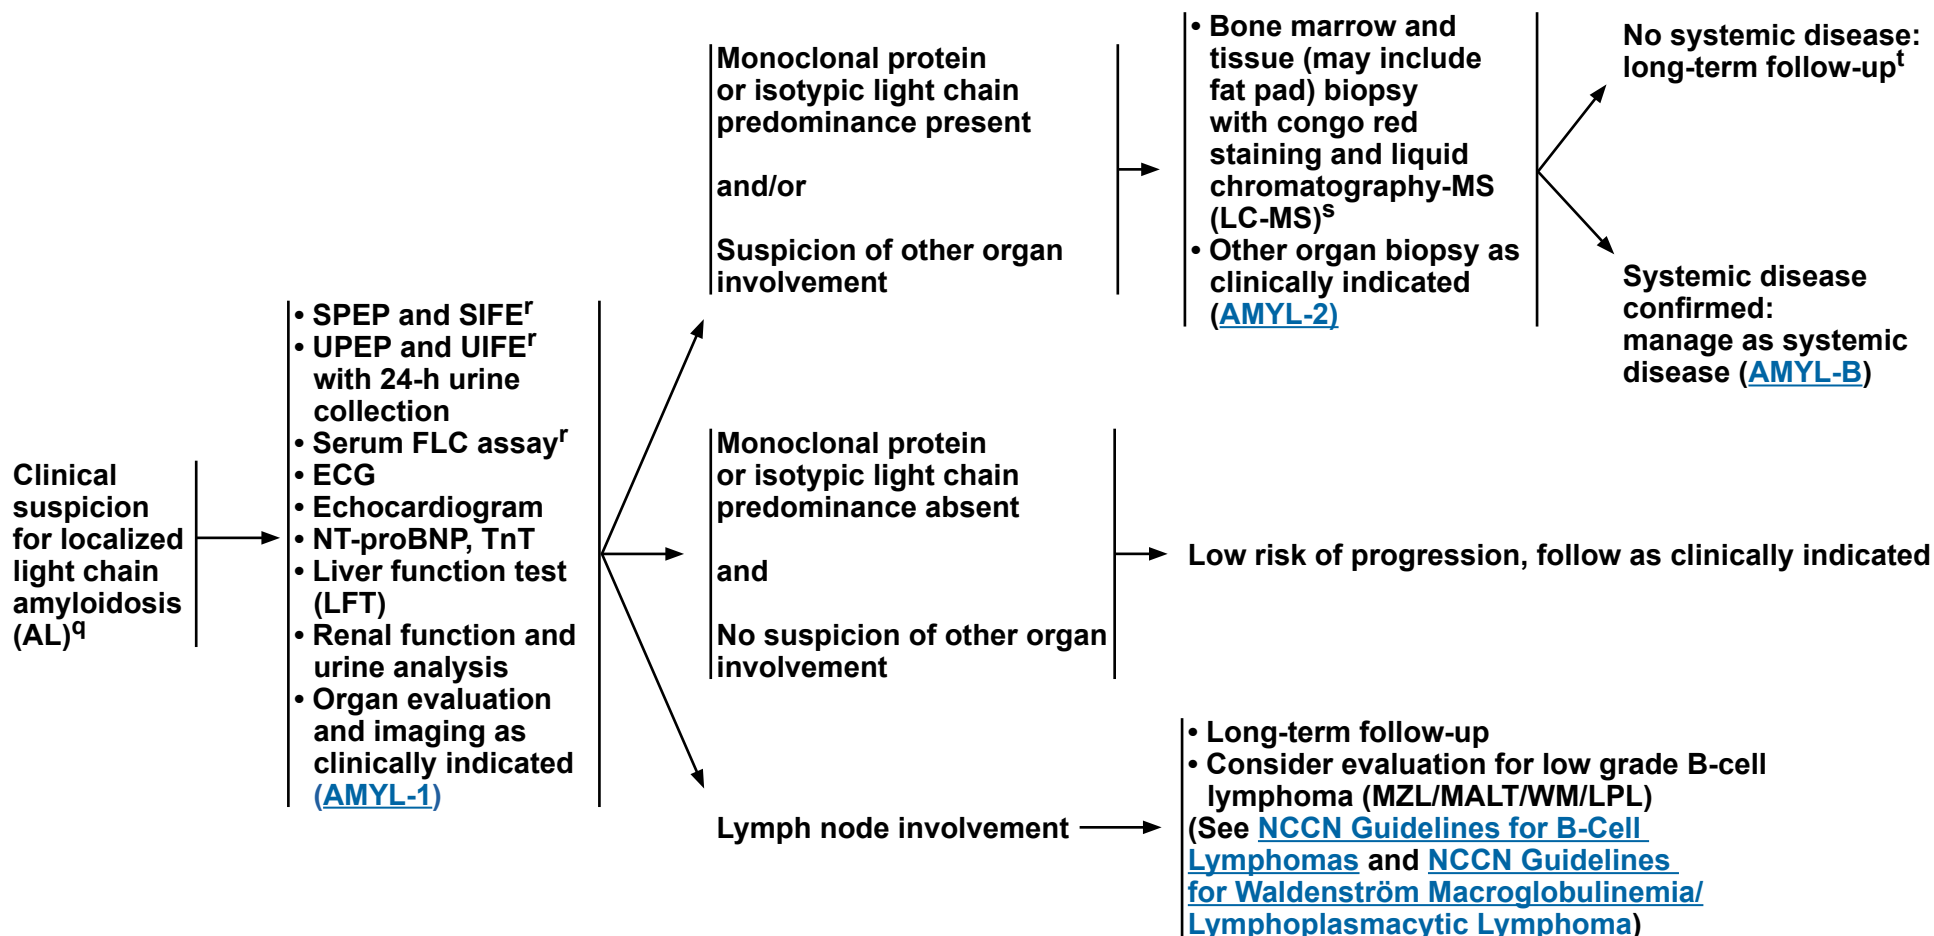 Clinical
suspicion
for localized
light chain
amyloidosis
(AL)q
• SPEP and SIFEr
• UPEP and UIFEr
with 24-h urine
collection
• Serum FLC assayr
• ECG
• Echocardiogram
• NT-proBNP, TnT
• Liver function test
(LFT)
• Renal function and
urine analysis
• Organ evaluation
and imaging as
clinically indicated
(AMYL-1)
Monoclonal protein
or isotypic light chain
predominance present
and/or
Suspicion of other organ
involvement
• Bone marrow and
tissue (may include
fat pad) biopsy
with congo red
staining and liquid
chromatography-MS
(LC-MS)s
• Other organ biopsy as
clinically indicated
(AMYL-2)
No systemic disease:
long-term follow-upt
Systemic disease
confirmed:
manage as systemic
disease (AMYL-B)
Monoclonal protein
or isotypic light chain
predominance absent
and
No suspicion of other organ
involvement
Low risk of progression, follow as clinically indicated
Lymph node involvement
• Long-term follow-up
• Consider evaluation for low grade B-cell
lymphoma (MZL/MALT/WM/LPL)
(See NCCN Guidelines for B-Cell
Lymphomas and NCCN Guidelines
for Waldenström Macroglobulinemia/
Lymphoplasmacytic Lymphoma)